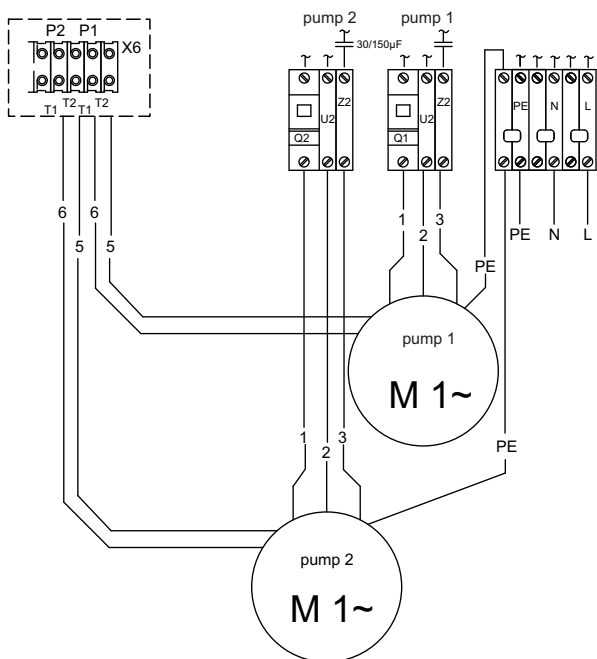 pump 2 pump 1
P2 P1
X6
30/150µF
T1 T2 T1 T2
Q2 U2 Z2
Q1 U2 Z2
PE N L
6 5 6 5
1 2 3
PE N L
PE
pump 1
M 1~
1 2 3
PE
pump 2
M 1~